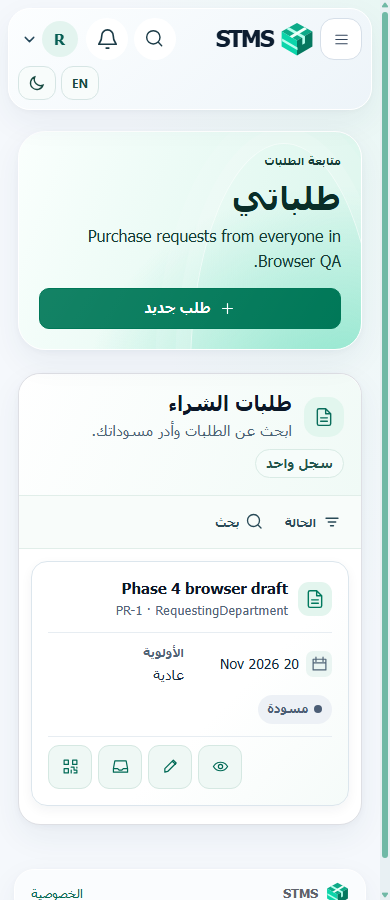 STMS
R
EN
متابعة الطلبات
طلباتي
Purchase requests from everyone in
Browser QA.
طلب جديد
طلبات الشراء
ابحث عن الطلبات وأدر مسوداتك.
سجل واحد
الحالة
بحث
Phase 4 browser draft
PR-1 · RequestingDepartment
20 Nov 2026
الأولوية
عادية
مسودة
STMS
الخصوصية